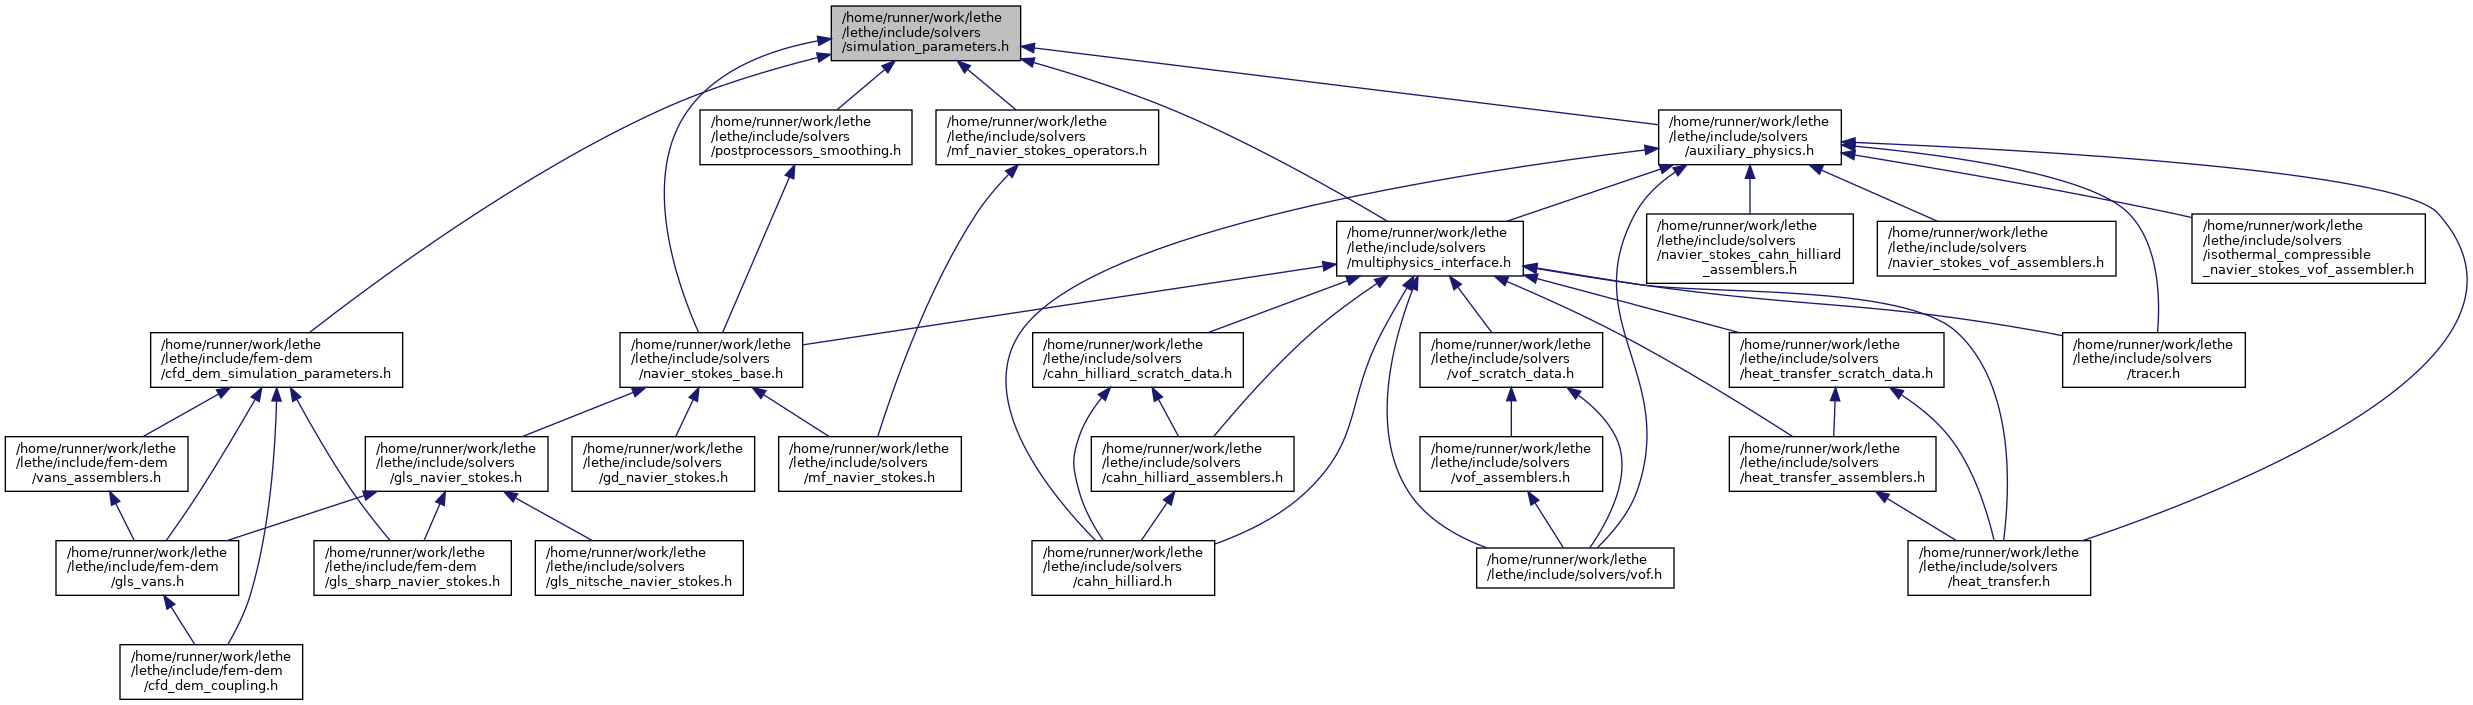 /home/runner/work/lethe
/lethe/include/solvers
/simulation_parameters.h
/home/runner/work/lethe
/lethe/include/solvers
/postprocessors_smoothing.h
/home/runner/work/lethe
/lethe/include/solvers
/mf_navier_stokes_operators.h
/home/runner/work/lethe
/lethe/include/solvers
/auxiliary_physics.h
/home/runner/work/lethe
/lethe/include/solvers
/multiphysics_interface.h
/home/runner/work/lethe
/lethe/include/solvers
/navier_stokes_cahn_hilliard
_assemblers.h
/home/runner/work/lethe
/lethe/include/solvers
/navier_stokes_vof_assemblers.h
/home/runner/work/lethe
/lethe/include/solvers
/isothermal_compressible
_navier_stokes_vof_assembler.h
/home/runner/work/lethe
/lethe/include/fem-dem
/cfd_dem_simulation_parameters.h
/home/runner/work/lethe
/lethe/include/solvers
/navier_stokes_base.h
/home/runner/work/lethe
/lethe/include/solvers
/cahn_hilliard_scratch_data.h
/home/runner/work/lethe
/lethe/include/solvers
/vof_scratch_data.h
/home/runner/work/lethe
/lethe/include/solvers
/heat_transfer_scratch_data.h
/home/runner/work/lethe
/lethe/include/solvers
/tracer.h
/home/runner/work/lethe
/lethe/include/fem-dem
/vans_assemblers.h
/home/runner/work/lethe
/lethe/include/solvers
/gls_navier_stokes.h
/home/runner/work/lethe
/lethe/include/solvers
/gd_navier_stokes.h
/home/runner/work/lethe
/lethe/include/solvers
/mf_navier_stokes.h
/home/runner/work/lethe
/lethe/include/solvers
/cahn_hilliard_assemblers.h
/home/runner/work/lethe
/lethe/include/solvers
/vof_assemblers.h
/home/runner/work/lethe
/lethe/include/solvers
/heat_transfer_assemblers.h
/home/runner/work/lethe
/lethe/include/fem-dem
/gls_vans.h
/home/runner/work/lethe
/lethe/include/fem-dem
/gls_sharp_navier_stokes.h
/home/runner/work/lethe
/lethe/include/solvers
/gls_nitsche_navier_stokes.h
/home/runner/work/lethe
/lethe/include/solvers
/cahn_hilliard.h
/home/runner/work/lethe
/lethe/include/solvers/vof.h
/home/runner/work/lethe
/lethe/include/solvers
/heat_transfer.h
/home/runner/work/lethe
/lethe/include/fem-dem
/cfd_dem_coupling.h